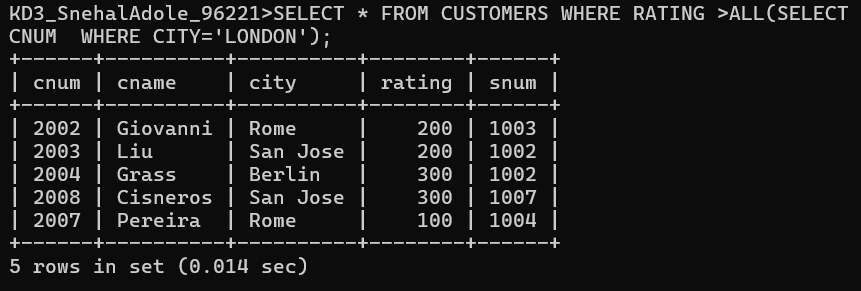 KD3_SnehalAdole_96221>SELECT * FROM CUSTOMERS WHERE RATING >ALL(SELECT
CNUM  WHERE CITY='LONDON');
+------+----------+----------+--------+------+
| cnum | cname    | city     | rating | snum |
+------+----------+----------+--------+------+
| 2002 | Giovanni | Rome     |    200 | 1003 |
| 2003 | Liu      | San Jose |    200 | 1002 |
| 2004 | Grass    | Berlin   |    300 | 1002 |
| 2008 | Cisneros | San Jose |    300 | 1007 |
| 2007 | Pereira  | Rome     |    100 | 1004 |
+------+----------+----------+--------+------+
5 rows in set (0.014 sec)